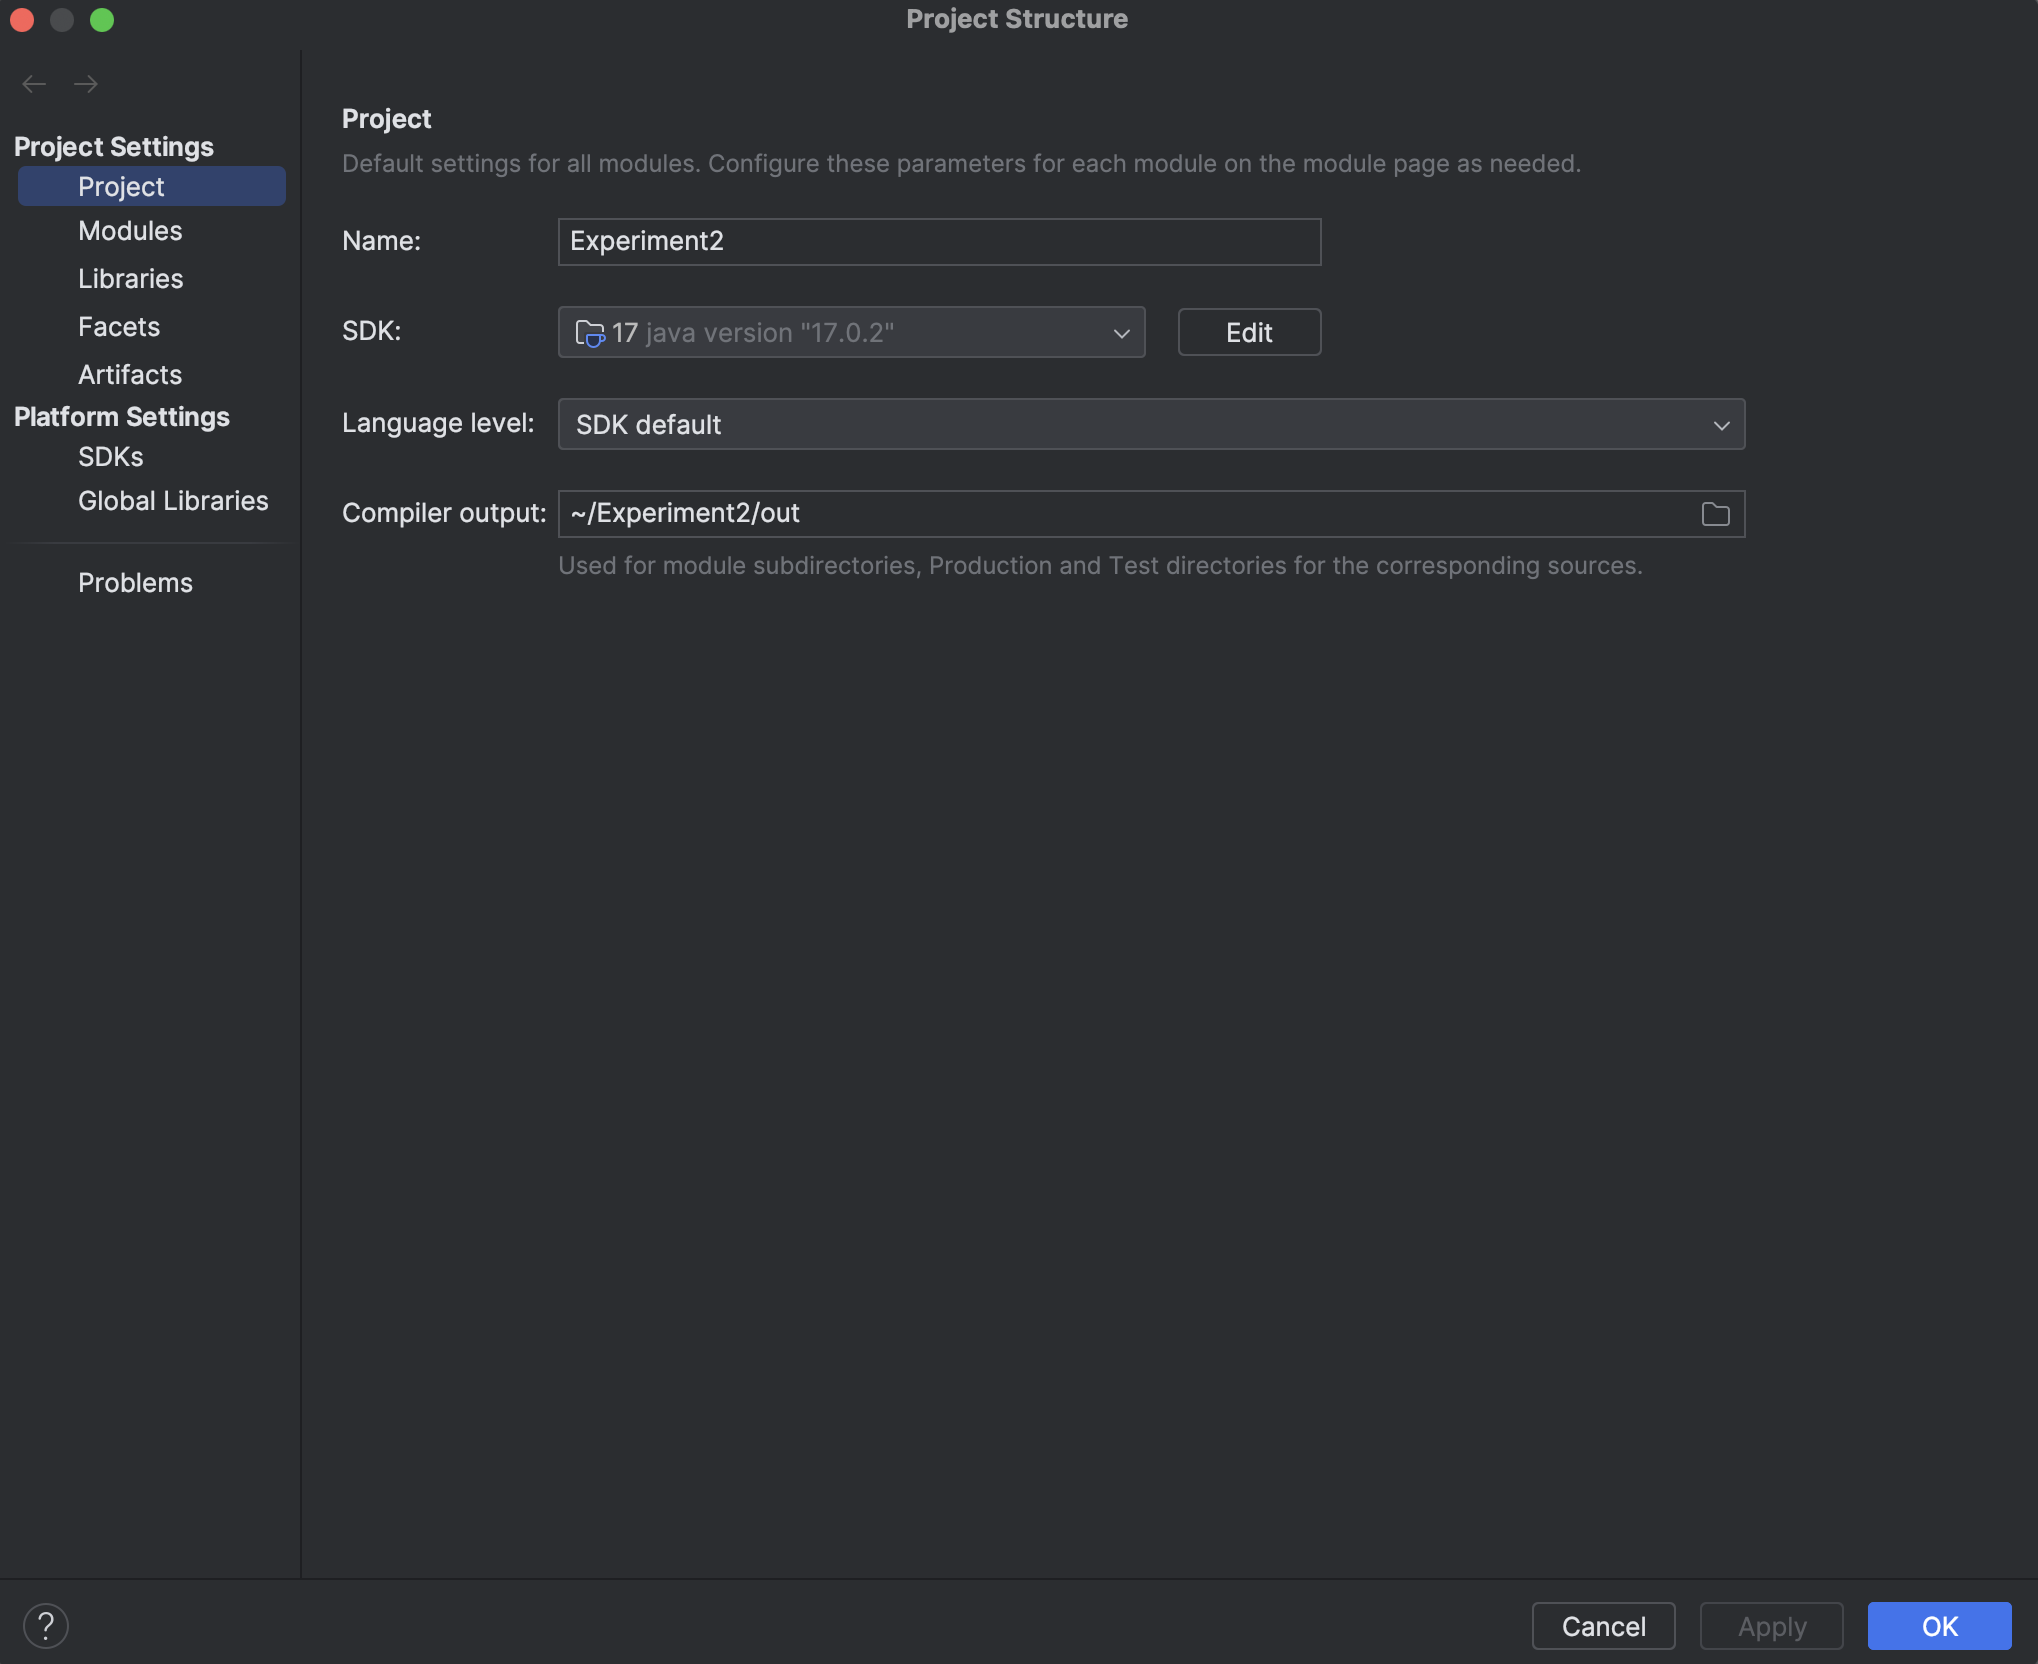 Project Structure
Project Settings
Project
Modules
Libraries
Facets
Artifacts
Platform Settings
SDKs
Global Libraries
Problems
Project
Default settings for all modules. Configure these parameters for each module on the module page as needed.
Name: Experiment2
SDK: 17 java version "17.0.2" Edit
Language level: SDK default
Compiler output: ~/Experiment2/out
Used for module subdirectories, Production and Test directories for the corresponding sources.
? Cancel Apply OK